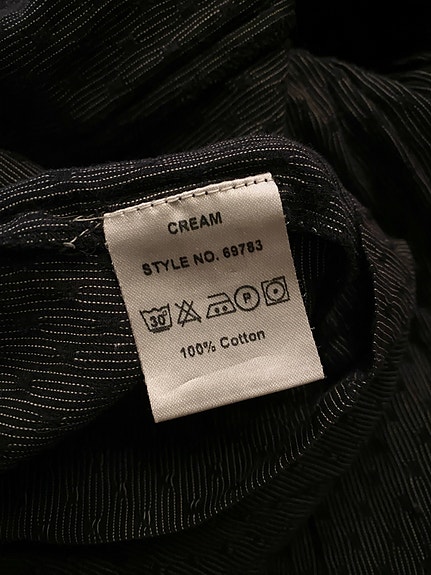 CREAM
STYLE NO. 69783
30° P
100% Cotton